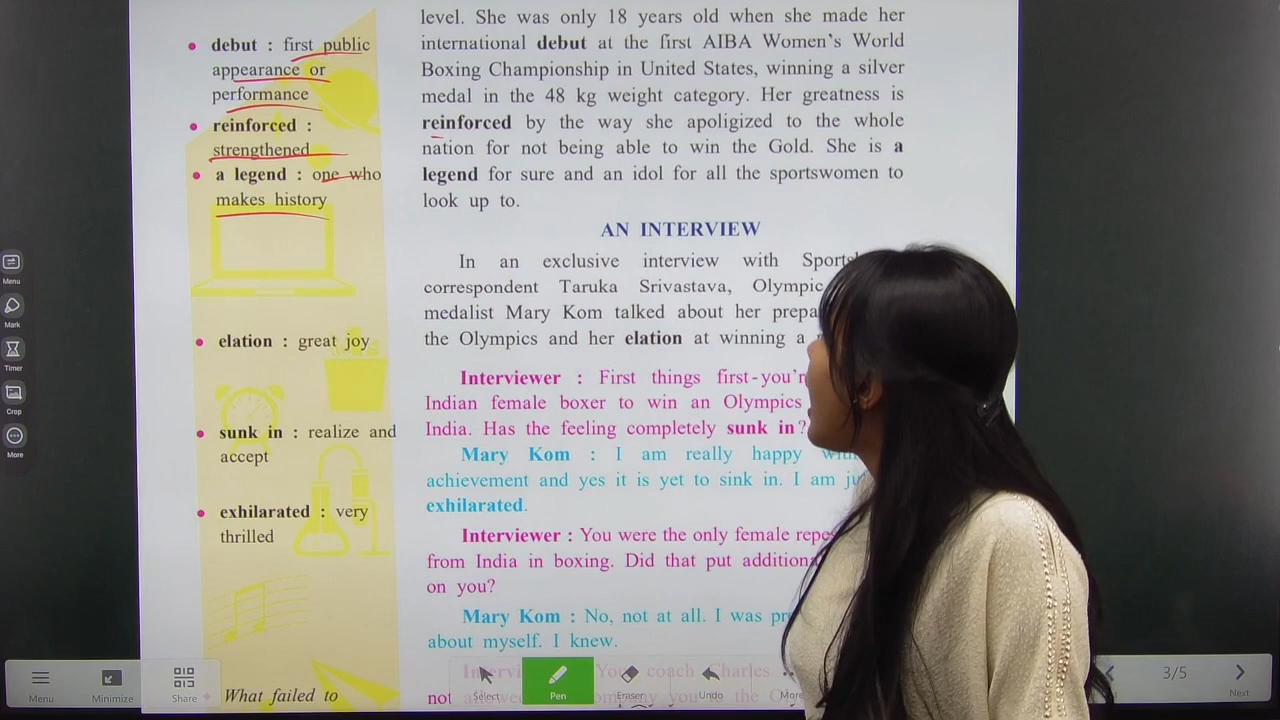 debut : first public
appearance or
performance
reinforced :
strengthened
a legend : one who
makes history
elation : great joy
sunk in : realize and
accept
exhilarated : very
thrilled
What failed to
level. She was only 18 years old when she made her
international debut at the first AIBA Women's World
Boxing Championship in United States, winning a silver
medal in the 48 kg weight category. Her greatness is
reinforced by the way she apoligized to the whole
nation for not being able to win the Gold. She is a
legend for sure and an idol for all the sportswomen to
look up to.
AN INTERVIEW
In an exclusive interview with
correspondent Taruka Srivastava, Olympic
medalist Mary Kom talked about her
the Olympics and her elation at winning a
Interviewer : First things first-
Indian female boxer to win an Olympics
India. Has the feeling completely sunk in?
Mary Kom : I am really happy
achievement and yes it is yet to sink in. I am
exhilarated.
Interviewer : You were the only female
from India in boxing. Did that put
on you?
Mary Kom : No, not at all. I was
about myself. I knew.
coach Charles
not
Menu
Mark
Timer
Crop
More
Menu
Minimize
Share
Select
Pen
Eraser
Undo
More
3/5
Next